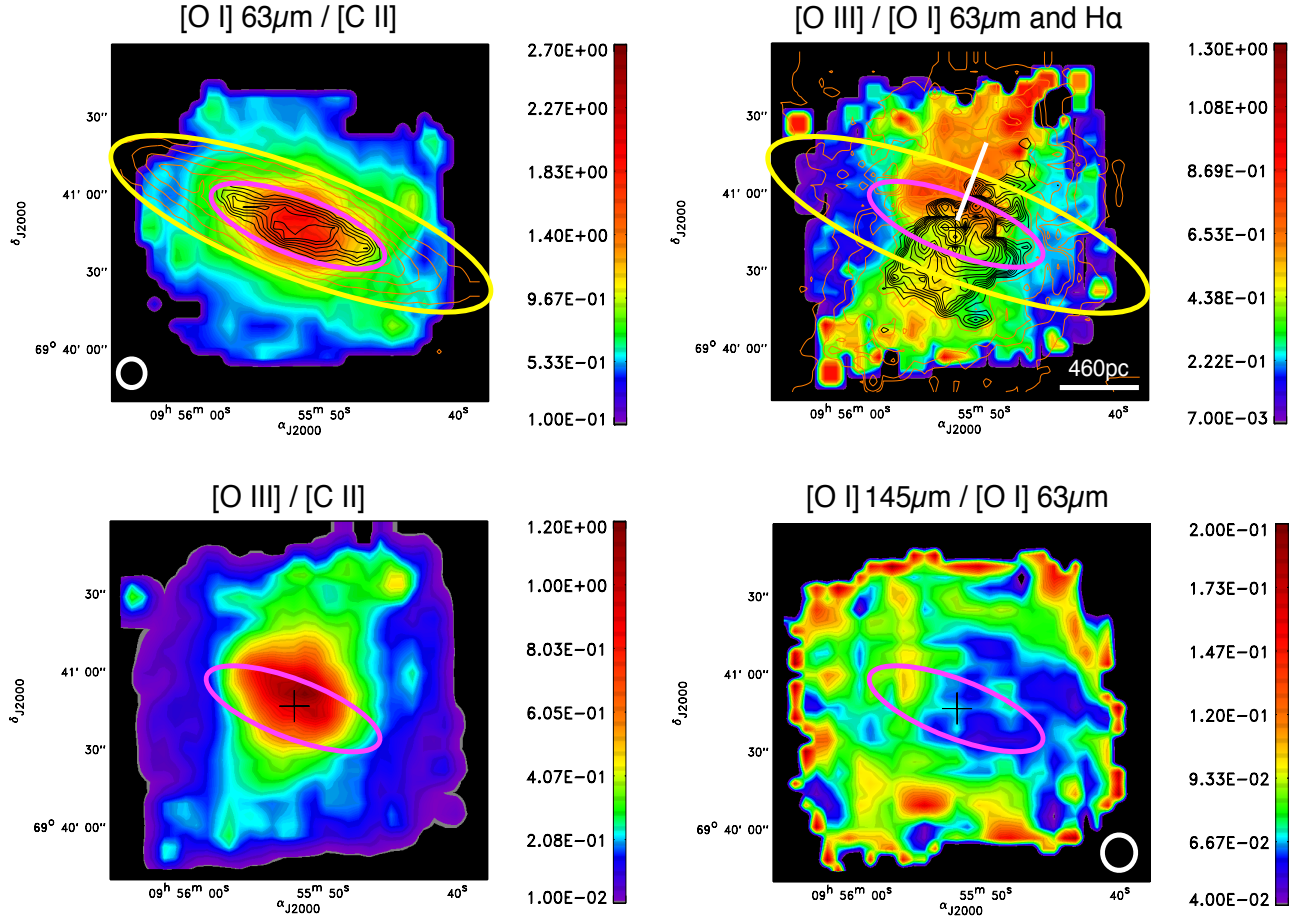 [O I] 63µm / [C II]
2.70E+00
2.27E+00
1.83E+00
1.40E+00
9.67E-01
5.33E-01
1.00E-01
30''
41' 00''
30''
69° 40' 00''
δJ2000
09h 56m 00s
55m 50s
40s
αJ2000
[O III] / [O I] 63µm and Hα
1.30E+00
1.08E+00
8.69E-01
6.53E-01
4.38E-01
2.22E-01
7.00E-03
30''
41' 00''
30''
69° 40' 00''
δJ2000
460pc
09h 56m 00s
55m 50s
40s
αJ2000
[O III] / [C II]
1.20E+00
1.00E+00
8.03E-01
6.05E-01
4.07E-01
2.08E-01
1.00E-02
30''
41' 00''
30''
69° 40' 00''
δJ2000
09h 56m 00s
55m 50s
40s
αJ2000
[O I] 145µm / [O I] 63µm
2.00E-01
1.73E-01
1.47E-01
1.20E-01
9.33E-02
6.67E-02
4.00E-02
30''
41' 00''
30''
69° 40' 00''
δJ2000
09h 56m 00s
55m 50s
40s
αJ2000